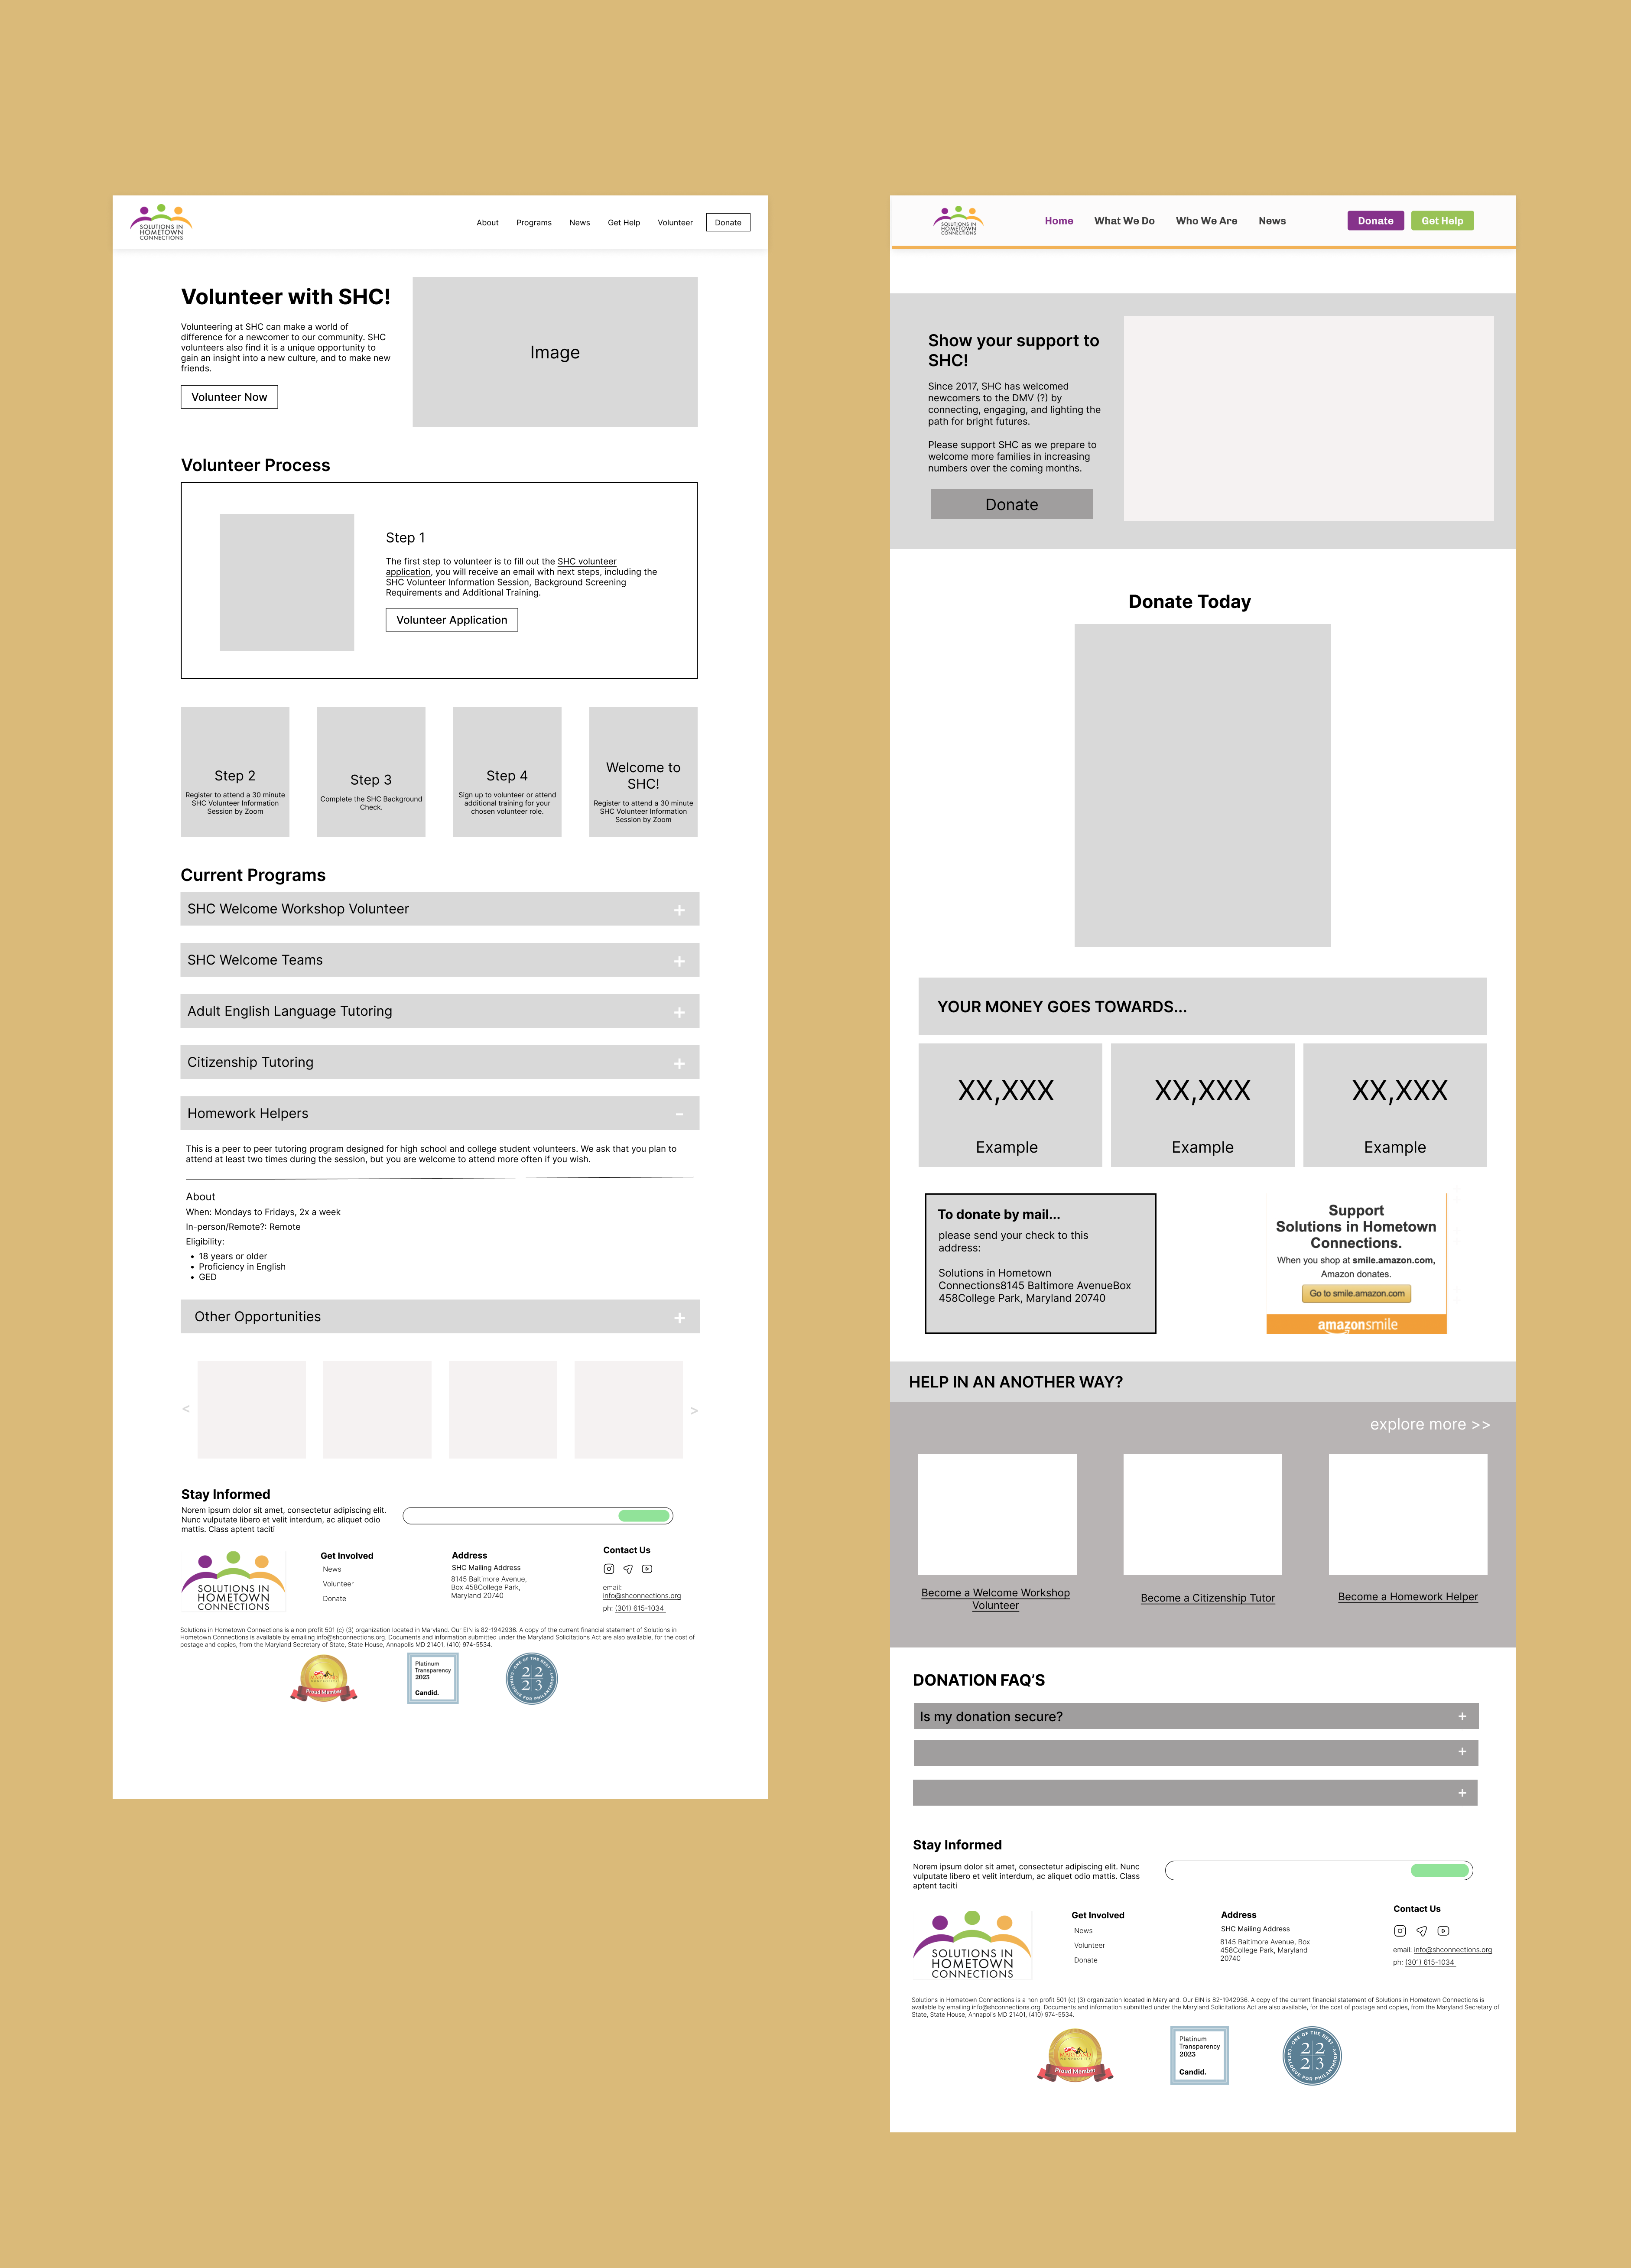 SOLUTIONS IN
HOMETOWN
CONNECTIONS
About
Programs
News
Get Help
Volunteer
Donate
Volunteer with SHC!
Volunteering at SHC can make a world of
difference for a newcomer to our community. SHC
volunteers also find it is a unique opportunity to
gain an insight into a new culture, and to make new
friends.
Volunteer Now
Image
Volunteer Process
Step 1
The first step to volunteer is to fill out the SHC volunteer
application, you will receive an email with next steps, including the
SHC Volunteer Information Session, Background Screening
Requirements and Additional Training.
Volunteer Application
Step 2
Register to attend a 30 minute
SHC Volunteer Information
Session by Zoom
Step 3
Complete the SHC Background
Check.
Step 4
Sign up to volunteer or attend
additional training for your
chosen volunteer role.
Welcome to
SHC!
Register to attend a 30 minute
SHC Volunteer Information
Session by Zoom
Current Programs
SHC Welcome Workshop Volunteer +
SHC Welcome Teams +
Adult English Language Tutoring +
Citizenship Tutoring +
Homework Helpers -
This is a peer to peer tutoring program designed for high school and college student volunteers. We ask that you plan to
attend at least two times during the session, but you are welcome to attend more often if you wish.
About
When: Mondays to Fridays, 2x a week
In-person/Remote?: Remote
Eligibility:
• 18 years or older
• Proficiency in English
• GED
Other Opportunities +
< >
Stay Informed
Norem ipsum dolor sit amet, consectetur adipiscing elit.
Nunc vulputate libero et velit interdum, ac aliquet odio
mattis. Class aptent taciti
SOLUTIONS IN
HOMETOWN
CONNECTIONS
Get Involved
News
Volunteer
Donate
Address
SHC Mailing Address
8145 Baltimore Avenue,
Box 458College Park,
Maryland 20740
Contact Us
email:
info@shconnections.org
ph: (301) 615-1034
Solutions in Hometown Connections is a non profit 501 (c) (3) organization located in Maryland. Our EIN is 82-1942936. A copy of the current financial statement of Solutions in
Hometown Connections is available by emailing info@shconnections.org. Documents and information submitted under the Maryland Solicitations Act are also available, for the cost of
postage and copies, from the Maryland Secretary of State, State House, Annapolis MD 21401, (410) 974-5534.
MARYLAND
NONPROFITS
Proud Member
Platinum
Transparency
2023
Candid.
ONE OF THE BEST
22
23
CATALOGUE FOR PHILANTHROPY
SOLUTIONS IN
HOMETOWN
CONNECTIONS
Home
What We Do
Who We Are
News
Donate
Get Help
Show your support to
SHC!
Since 2017, SHC has welcomed
newcomers to the DMV (?) by
connecting, engaging, and lighting the
path for bright futures.
Please support SHC as we prepare to
welcome more families in increasing
numbers over the coming months.
Donate
Donate Today
YOUR MONEY GOES TOWARDS...
XX,XXX
Example
XX,XXX
Example
XX,XXX
Example
To donate by mail...
please send your check to this
address:
Solutions in Hometown
Connections8145 Baltimore AvenueBox
458College Park, Maryland 20740
Support
Solutions in Hometown
Connections.
When you shop at smile.amazon.com,
Amazon donates.
Go to smile.amazon.com
amazonsmile
HELP IN AN ANOTHER WAY?
explore more >>
Become a Welcome Workshop
Volunteer
Become a Citizenship Tutor
Become a Homework Helper
DONATION FAQ'S
Is my donation secure? +
+
+
Stay Informed
Norem ipsum dolor sit amet, consectetur adipiscing elit. Nunc
vulputate libero et velit interdum, ac aliquet odio mattis. Class
aptent taciti
SOLUTIONS IN
HOMETOWN
CONNECTIONS
Get Involved
News
Volunteer
Donate
Address
SHC Mailing Address
8145 Baltimore Avenue, Box
458College Park, Maryland
20740
Contact Us
email: info@shconnections.org
ph: (301) 615-1034
Solutions in Hometown Connections is a non profit 501 (c) (3) organization located in Maryland. Our EIN is 82-1942936. A copy of the current financial statement of Solutions in Hometown Connections is
available by emailing info@shconnections.org. Documents and information submitted under the Maryland Solicitations Act are also available, for the cost of postage and copies, from the Maryland Secretary of
State, State House, Annapolis MD 21401, (410) 974-5534.
MARYLAND
NONPROFITS
Proud Member
Platinum
Transparency
2023
Candid.
ONE OF THE BEST
22
23
CATALOGUE FOR PHILANTHROPY